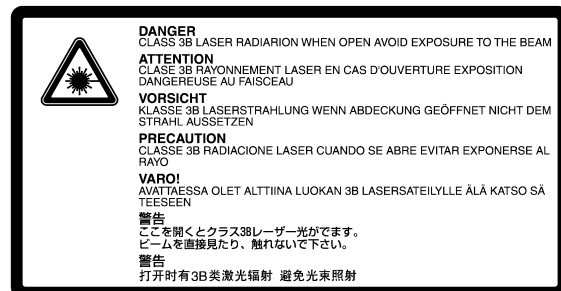 DANGER
CLASS 3B LASER RADIARION WHEN OPEN AVOID EXPOSURE TO THE BEAM
ATTENTION
CLASE 3B RAYONNEMENT LASER EN CAS D'OUVERTURE EXPOSITION
DANGEREUSE AU FAISCEAU
VORSICHT
KLASSE 3B LASERSTRAHLUNG WENN ABDECKUNG GEÖFFNET NICHT DEM
STRAHL AUSSETZEN
PRECAUTION
CLASSE 3B RADIACIONE LASER CUANDO SE ABRE EVITAR EXPONERSE AL
RAYO
VARO!
AVATTAESSA OLET ALTTIINA LUOKAN 3B LASERSATEILYLLE ÄLÄ KATSO SÄ
TEESEEN
警告
ここを開くとクラス3Bレーザー光がでます。
ビームを直接見たり、触れないで下さい。
警告
打开时有3B类激光辐射 避免光束照射